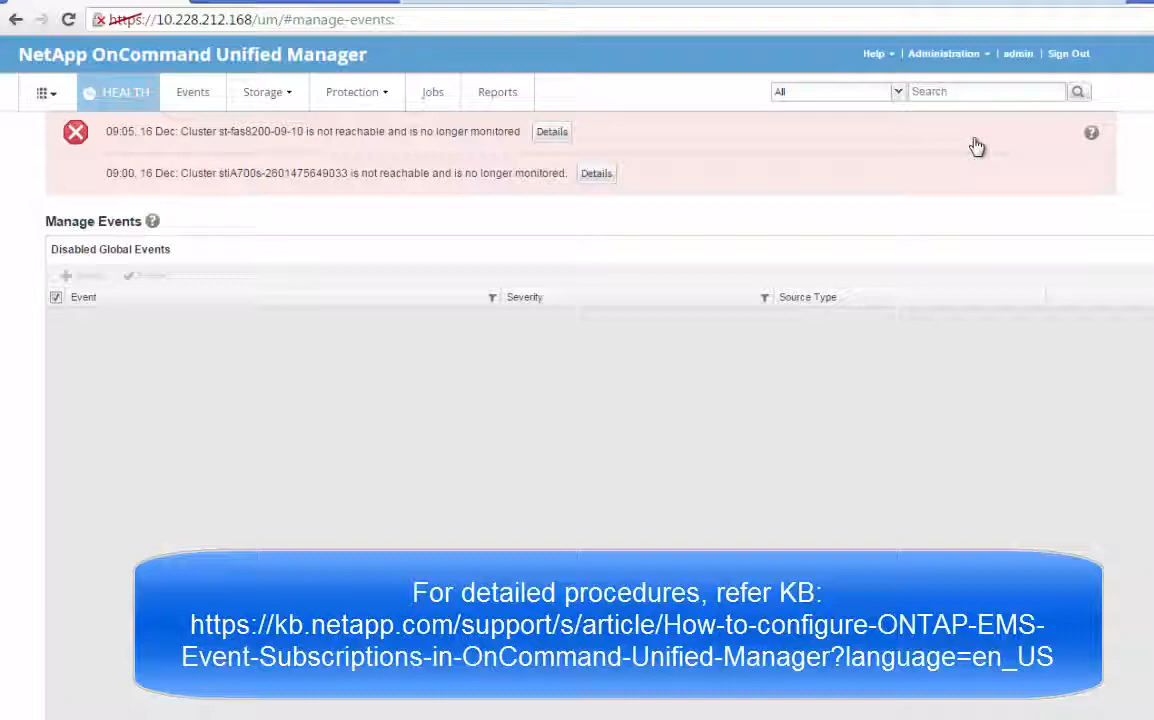 https://10.228.212.168/um/#manage-events:
NetApp OnCommand Unified Manager
Help | Administration | admin | Sign Out
HEALTH Events Storage Protection Jobs Reports All Search
09:05, 16 Dec: Cluster st-fas8200-09-10 is not reachable and is no longer monitored Details
09:00, 16 Dec: Cluster stiA700s-2601475649033 is not reachable and is no longer monitored. Details
Manage Events
Disabled Global Events
Event Severity Source Type
For detailed procedures, refer KB:
https://kb.netapp.com/support/s/article/How-to-configure-ONTAP-EMS-
Event-Subscriptions-in-OnCommand-Unified-Manager?language=en_US